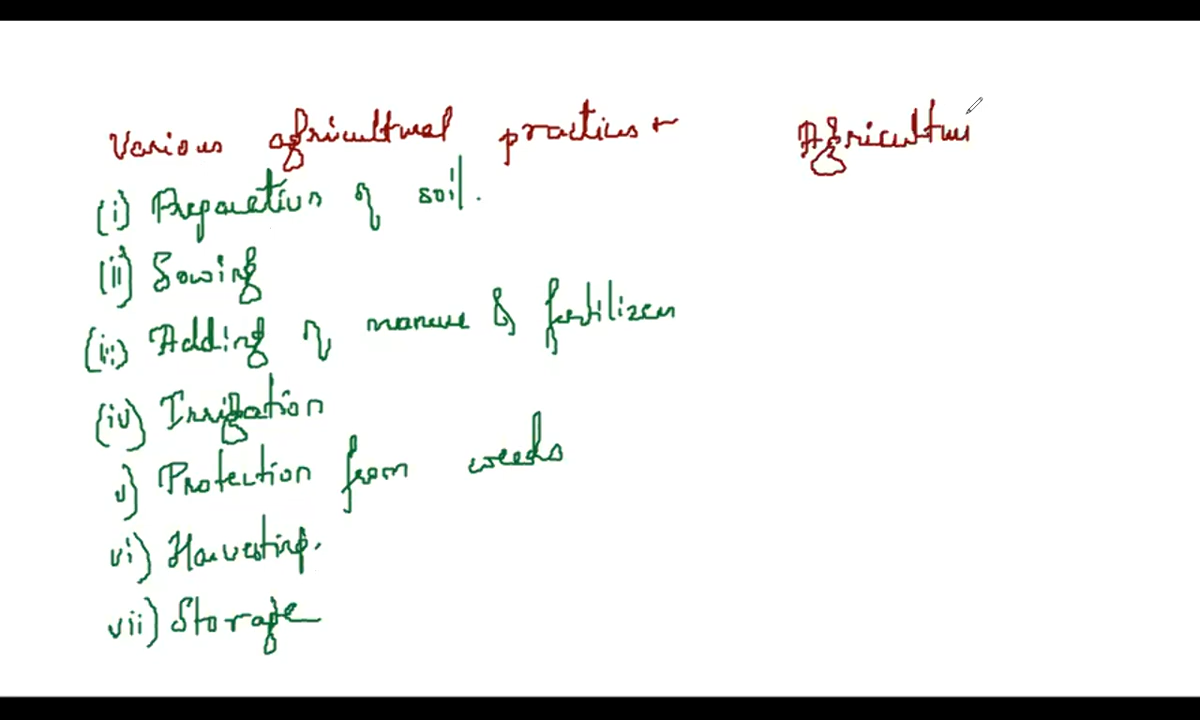 Various agricultural practices
Agricultu
(i) Preparation of soil.
(ii) Sowing
(iii) Adding of manure & fertilizers
(iv) Irrigation
v) Protection from weeds
vi) Harvesting.
vii) Storage